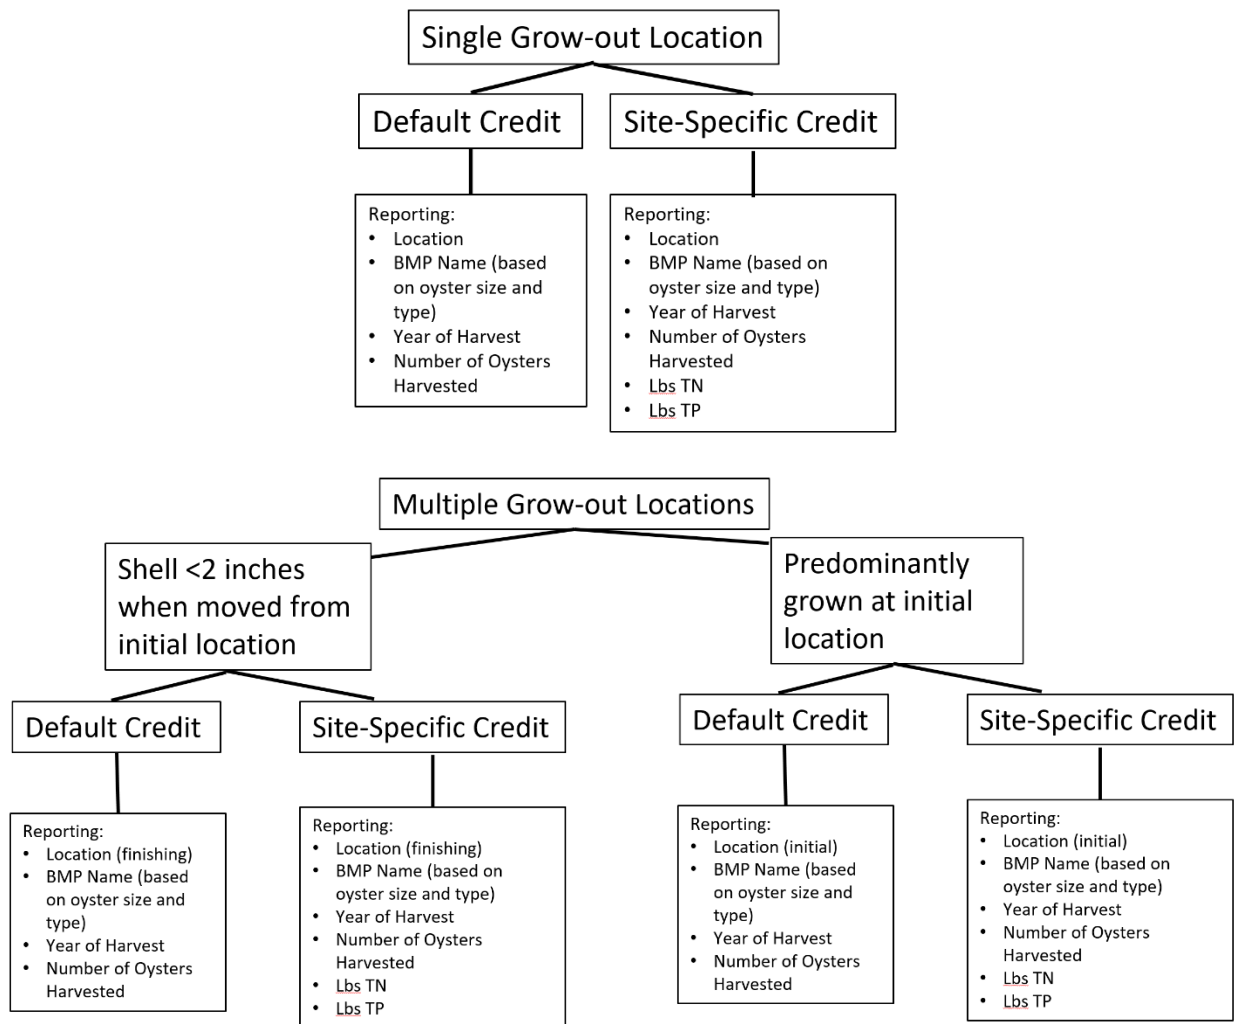 Single Grow-out Location
Default Credit
Site-Specific Credit
Reporting:
• Location
• BMP Name (based
on oyster size and
type)
• Year of Harvest
• Number of Oysters
Harvested
Reporting:
• Location
• BMP Name (based on
oyster size and type)
• Year of Harvest
• Number of Oysters
Harvested
• Lbs TN
• Lbs TP
Multiple Grow-out Locations
Shell <2 inches
when moved from
initial location
Predominantly
grown at initial
location
Default Credit
Site-Specific Credit
Default Credit
Site-Specific Credit
Reporting:
• Location (finishing)
• BMP Name (based
on oyster size and
type)
• Year of Harvest
• Number of Oysters
Harvested
Reporting:
• Location (finishing)
• BMP Name (based on
oyster size and type)
• Year of Harvest
• Number of Oysters
Harvested
• Lbs TN
• Lbs TP
Reporting:
• Location (initial)
• BMP Name (based
on oyster size and
type)
• Year of Harvest
• Number of Oysters
Harvested
Reporting:
• Location (initial)
• BMP Name (based on
oyster size and type)
• Year of Harvest
• Number of Oysters
Harvested
• Lbs TN
• Lbs TP